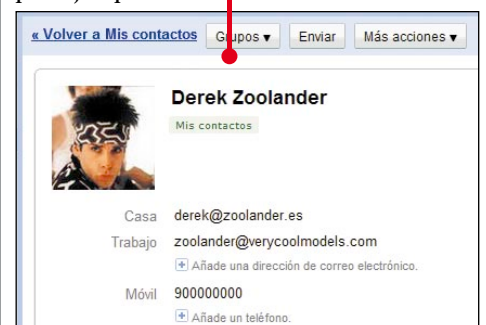 « Volver a Mis contactos Grupos ▾ Enviar Más acciones ▾
Derek Zoolander
Mis contactos
Casa derek@zoolander.es
Trabajo zoolander@verycoolmodels.com
Añade una dirección de correo electrónico.
Móvil 900000000
Añade un teléfono.